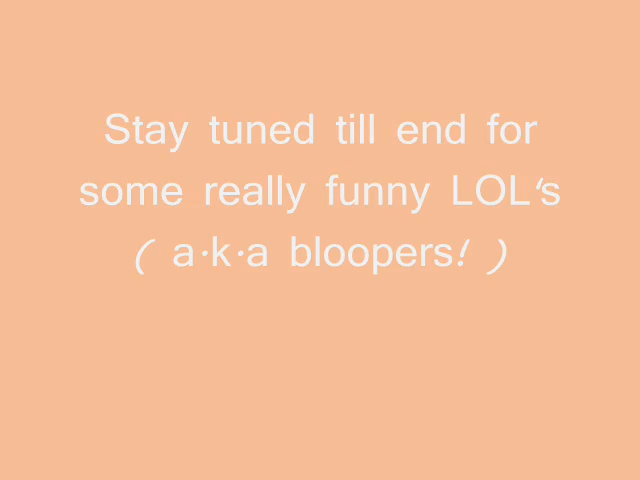 Stay tuned till end for
some really funny LOL‘s
( a·k·a bloopers! )